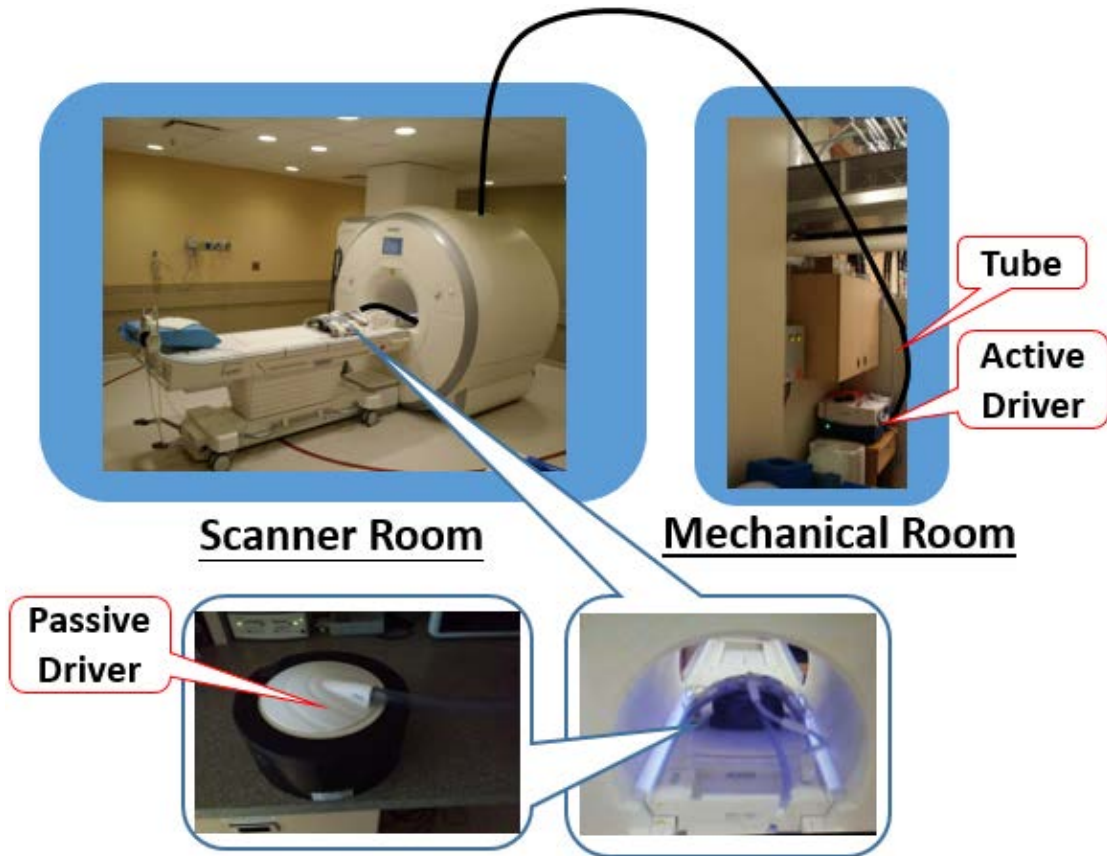 Tube
Active
Driver
Scanner Room
Mechanical Room
Passive
Driver